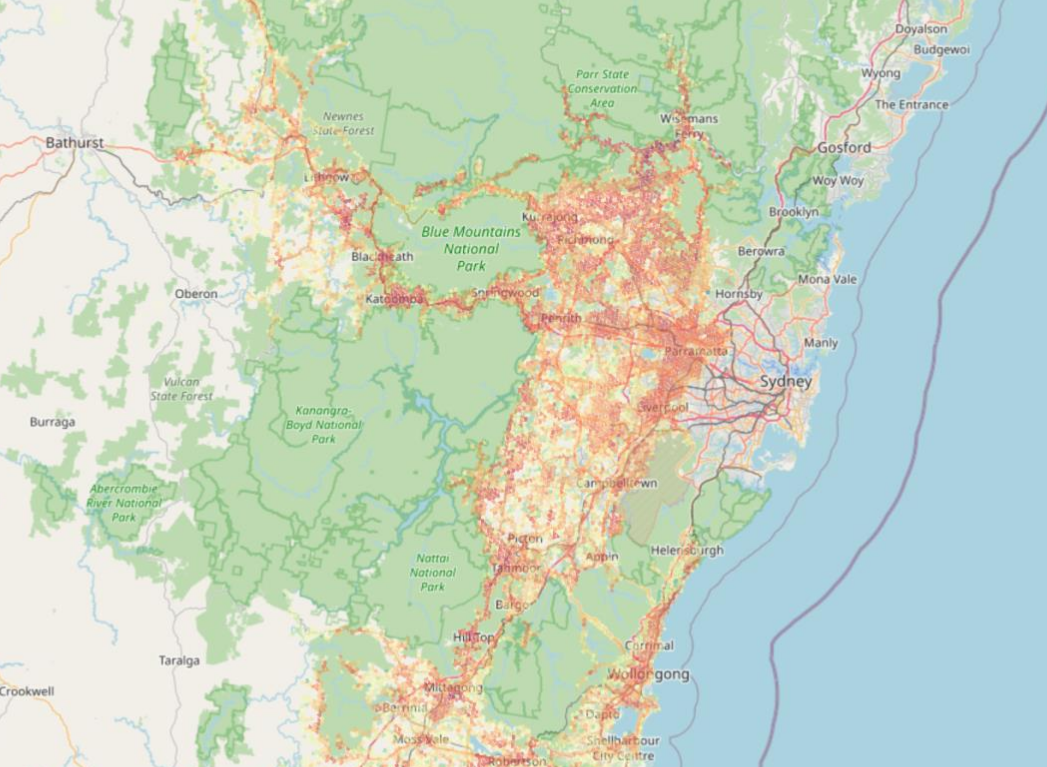 Doyalson
Budgewoi
Wyong
The Entrance
Parr State
Conservation
Area
Newnes
State Forest
Wisemans
Ferry
Bathurst
Gosford
Lithgow
Woy Woy
Brooklyn
Kurrajong
Richmond
Blue Mountains
National
Park
Berowra
Blackheath
Mona Vale
Oberon
Katoomba
Springwood
Hornsby
Penrith
Manly
Parramatta
Sydney
Vulcan
State Forest
Liverpool
Kanangra-
Boyd National
Park
Burraga
Campbelltown
Abercrombie
River National
Park
Picton
Appin
Helensburgh
Nattai
National
Park
Tahmoor
Bargo
Hill Top
Corrimal
Taralga
Wollongong
Crookwell
Mittagong
Berrima
Dapto
Moss Vale
Shellharbour
City Centre
Robertson